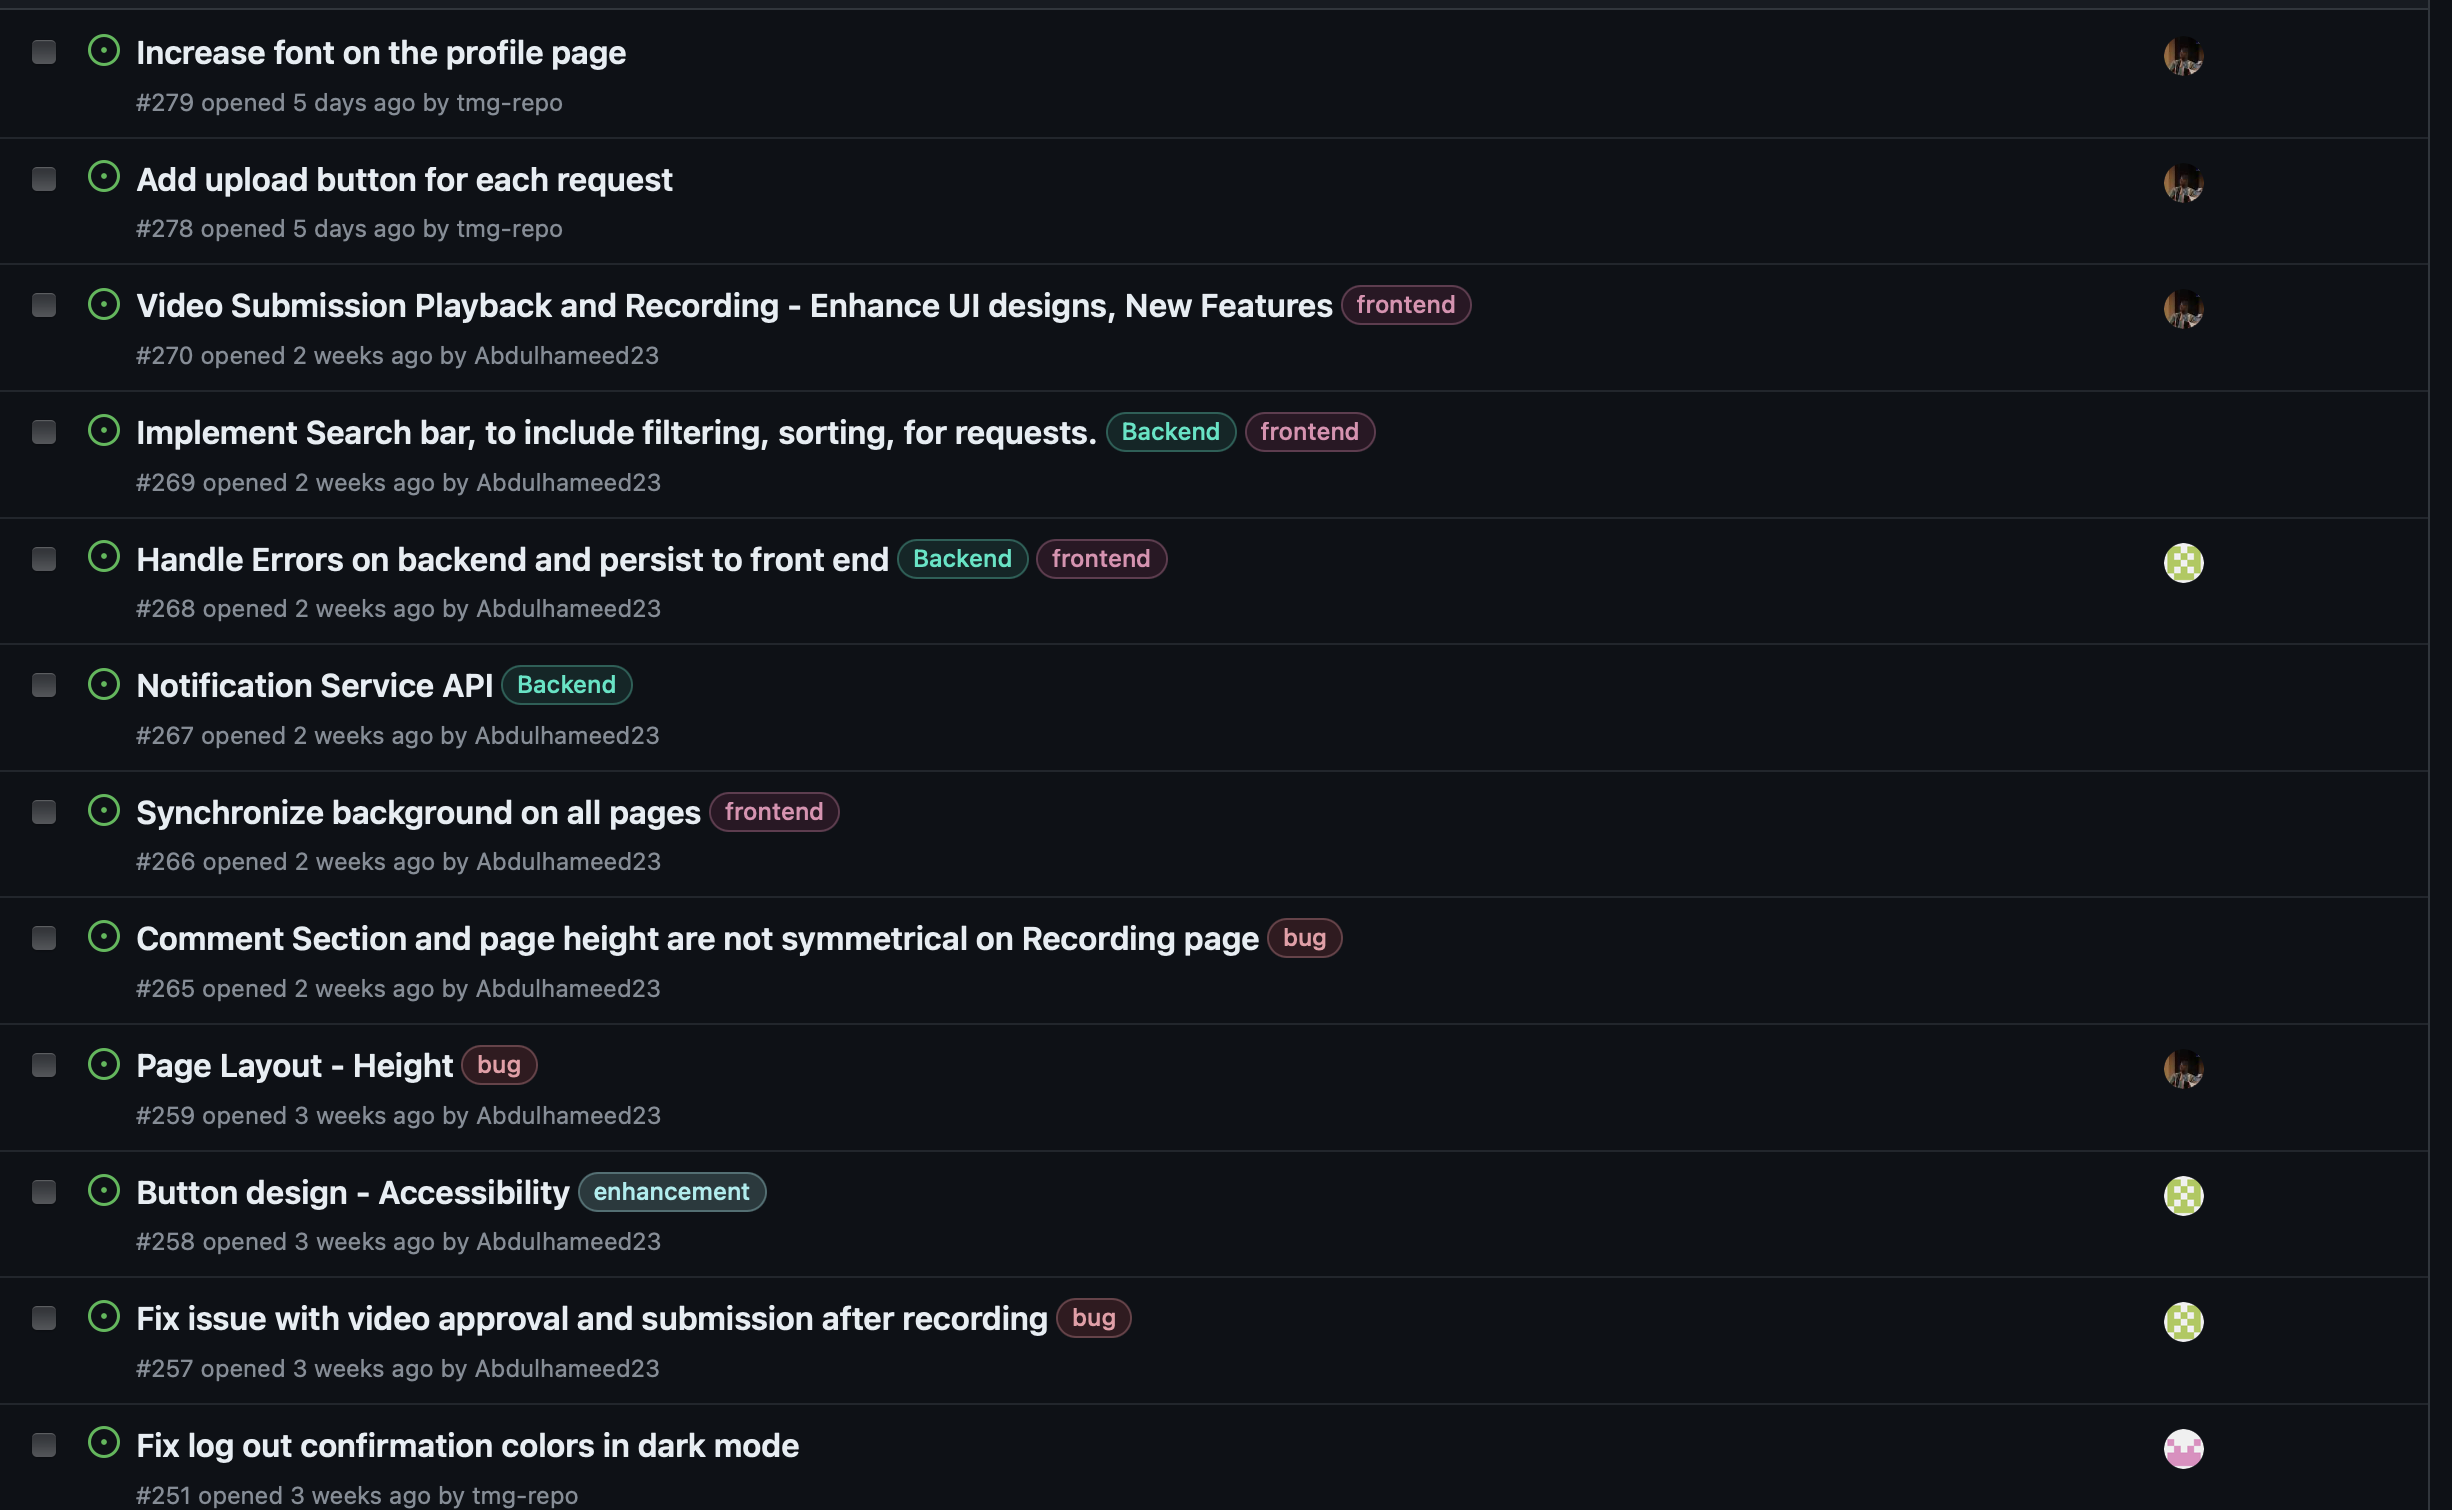 Increase font on the profile page
#279 opened 5 days ago by tmg-repo
Add upload button for each request
#278 opened 5 days ago by tmg-repo
Video Submission Playback and Recording - Enhance UI designs, New Features frontend
#270 opened 2 weeks ago by Abdulhameed23
Implement Search bar, to include filtering, sorting, for requests. Backend frontend
#269 opened 2 weeks ago by Abdulhameed23
Handle Errors on backend and persist to front end Backend frontend
#268 opened 2 weeks ago by Abdulhameed23
Notification Service API Backend
#267 opened 2 weeks ago by Abdulhameed23
Synchronize background on all pages frontend
#266 opened 2 weeks ago by Abdulhameed23
Comment Section and page height are not symmetrical on Recording page bug
#265 opened 2 weeks ago by Abdulhameed23
Page Layout - Height bug
#259 opened 3 weeks ago by Abdulhameed23
Button design - Accessibility enhancement
#258 opened 3 weeks ago by Abdulhameed23
Fix issue with video approval and submission after recording bug
#257 opened 3 weeks ago by Abdulhameed23
Fix log out confirmation colors in dark mode
#251 opened 3 weeks ago by tmg-repo